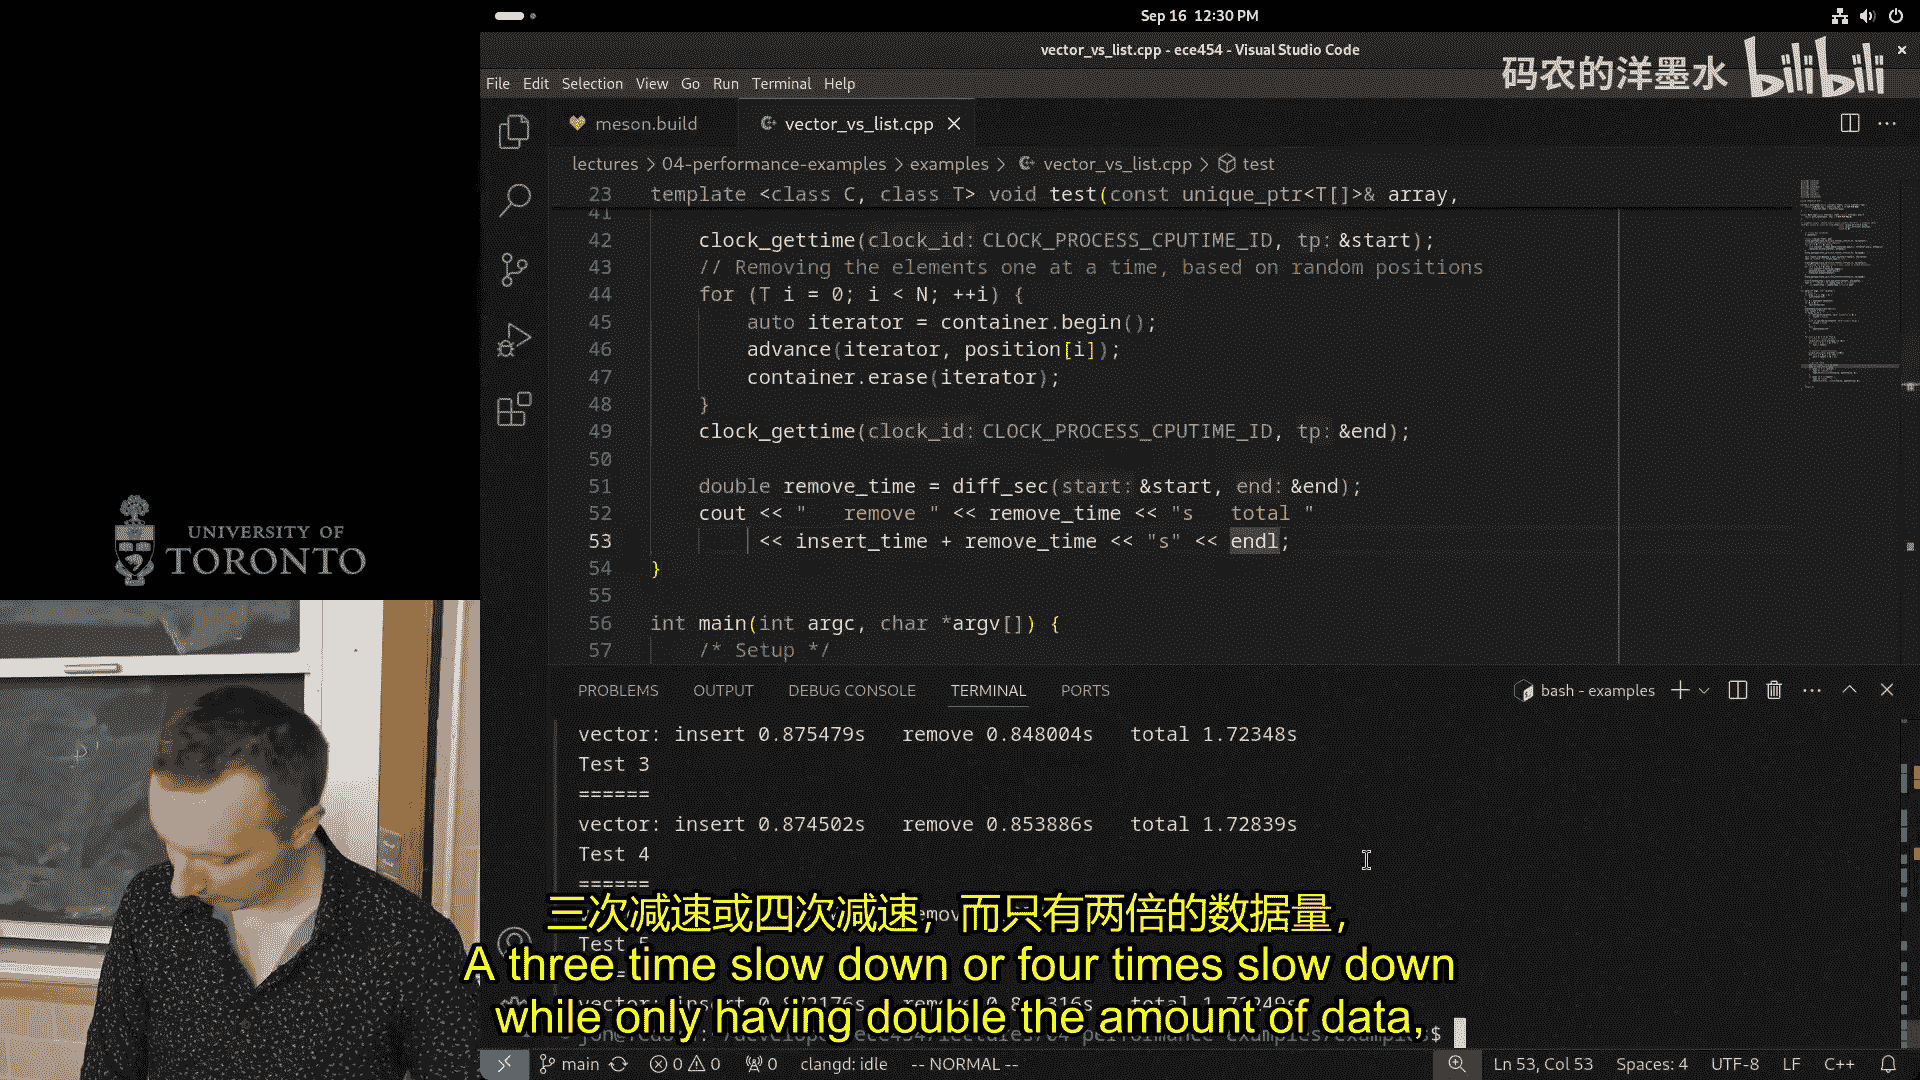 Sep 16 12:30 PM
vector_vs_list.cpp - ece454 - Visual Studio Code
码农的洋墨水 bilibili
File Edit Selection View Go Run Terminal Help
meson.build
vector_vs_list.cpp
lectures > 04-performance-examples > examples > vector_vs_list.cpp > test
23 template <class C, class T> void test(const unique_ptr<T[]>& array,
41
42 clock_gettime(clock_id: CLOCK_PROCESS_CPUTIME_ID, tp: &start);
43 // Removing the elements one at a time, based on random positions
44 for (T i = 0; i < N; ++i) {
45 auto iterator = container.begin();
46 advance(iterator, position[i]);
47 container.erase(iterator);
48 }
49 clock_gettime(clock_id: CLOCK_PROCESS_CPUTIME_ID, tp: &end);
50
51 double remove_time = diff_sec(start: &start, end: &end);
52 cout << "   remove " << remove_time << "s   total "
53 << insert_time + remove_time << "s" << endl;
54 }
55
56 int main(int argc, char *argv[]) {
57 /* Setup */
UNIVERSITY OF
TORONTO
PROBLEMS OUTPUT DEBUG CONSOLE TERMINAL PORTS
bash - examples
vector: insert 0.875479s   remove 0.848004s   total 1.72348s
Test 3
======
vector: insert 0.874502s   remove 0.853886s   total 1.72839s
Test 4
======
Test 5
三次减速或四次减速，而只有两倍的数据量，
A three time slow down or four times slow down
while only having double the amount of data,
main 0 0 0 clangd: idle -- NORMAL -- Ln 53, Col 53 Spaces: 4 UTF-8 LF C++